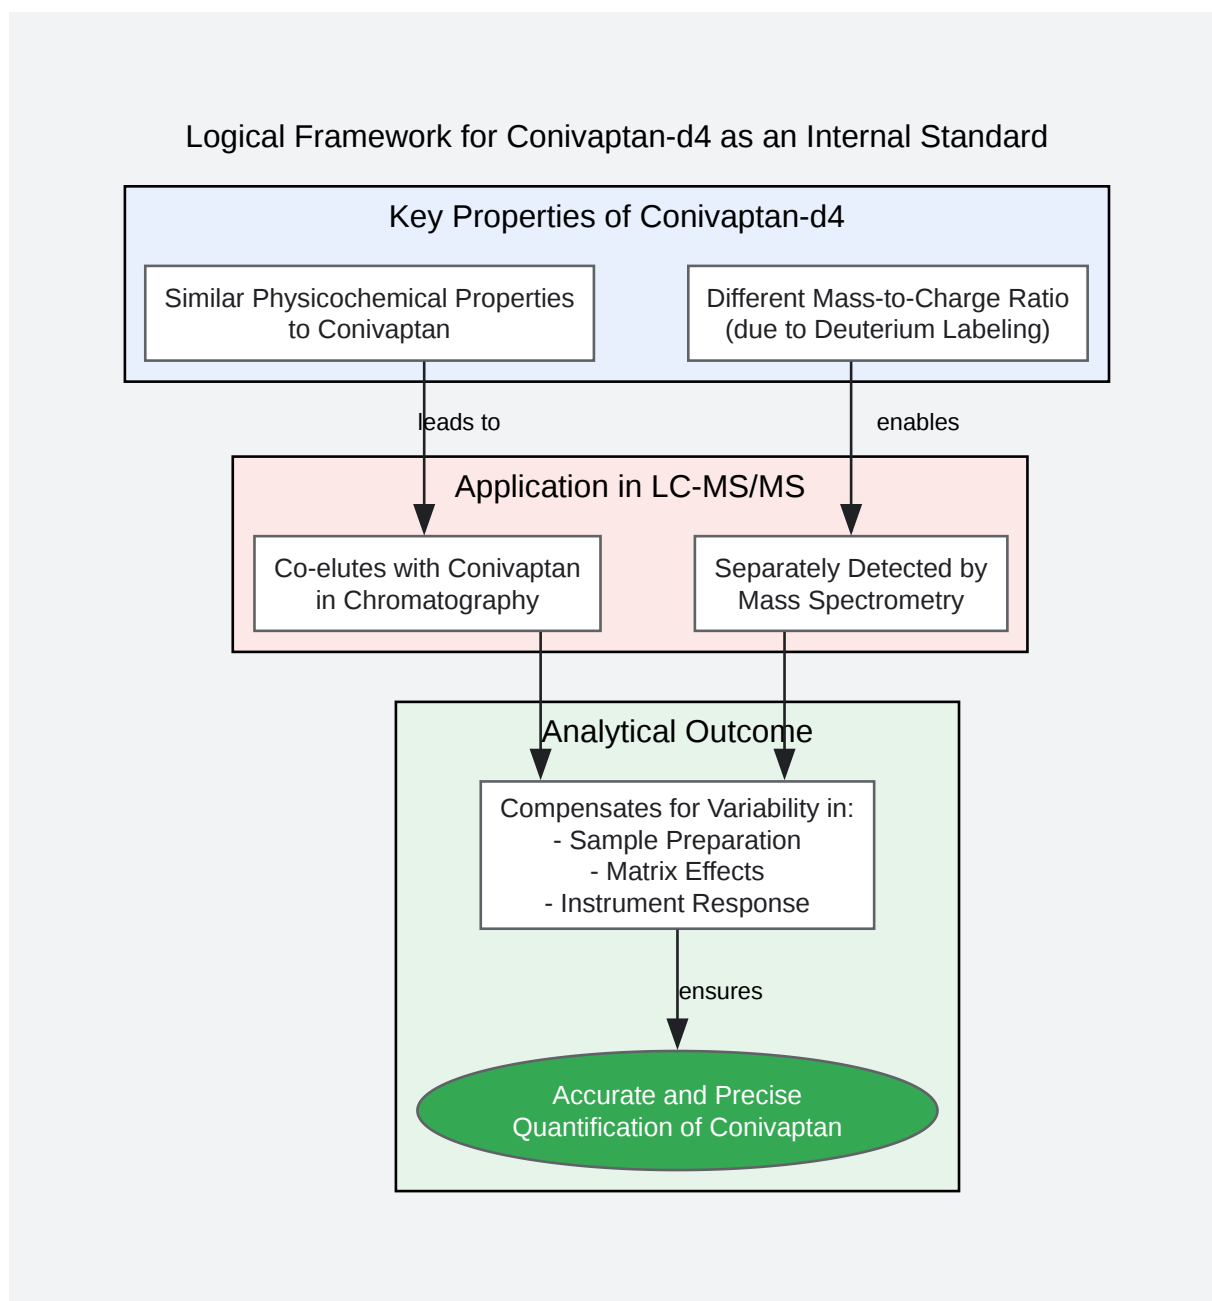 Logical Framework for Conivaptan-d4 as an Internal Standard
Key Properties of Conivaptan-d4
Similar Physicochemical Properties
to Conivaptan
Different Mass-to-Charge Ratio
(due to Deuterium Labeling)
leads to
enables
Application in LC-MS/MS
Co-elutes with Conivaptan
in Chromatography
Separately Detected by
Mass Spectrometry
Analytical Outcome
Compensates for Variability in:
- Sample Preparation
- Matrix Effects
- Instrument Response
ensures
Accurate and Precise
Quantification of Conivaptan